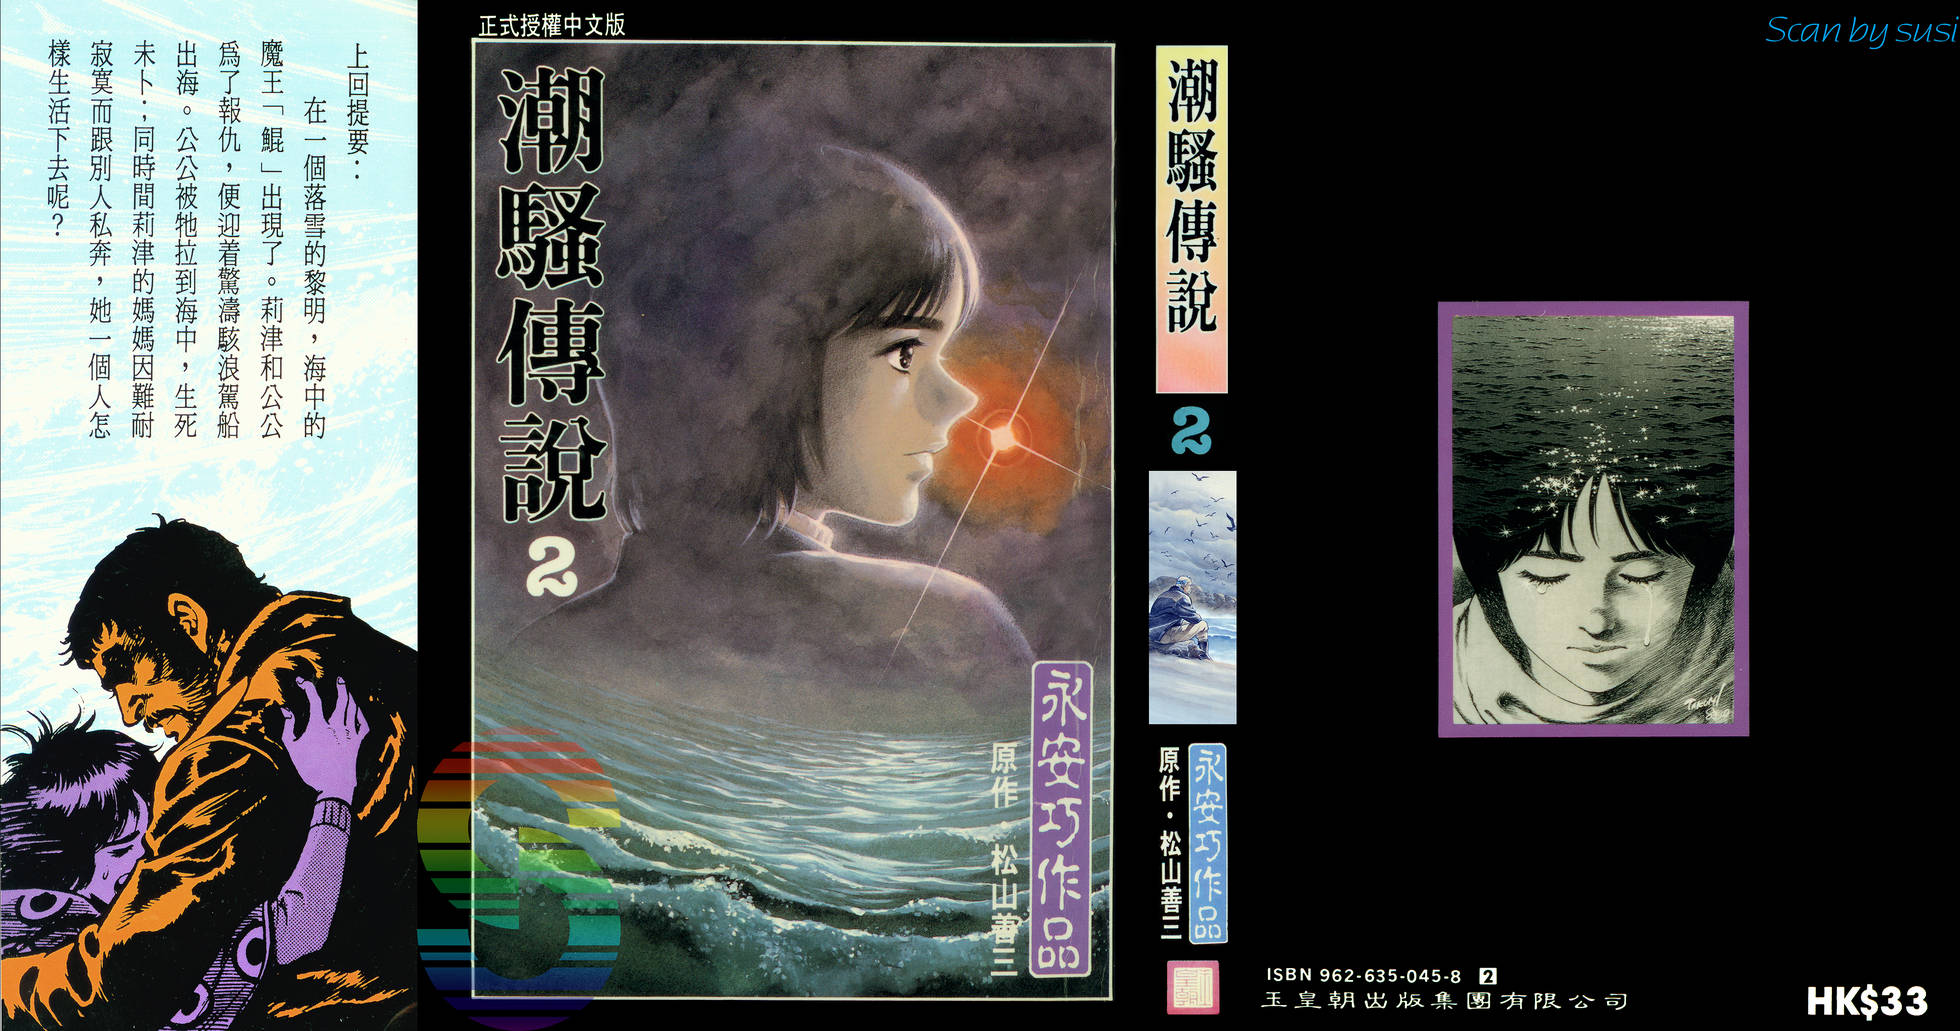 上回提要：
在一個落雪的黎明，海中的
魔王「鯤」出現了。莉津和公公
爲了報仇，便迎着驚濤駭浪駕船
出海。公公被牠拉到海中，生死
未卜；同時間莉津的媽媽因難耐
寂寞而跟別人私奔，她一個人怎
樣生活下去呢？
正式授權中文版
潮騷傳說
2
永安巧作品
原作 松山善三
潮騷傳說
2
永安巧作品
原作・松山善三
Scan by susi
ISBN 962-635-045-8 2
玉皇朝出版集團有限公司
HK$33